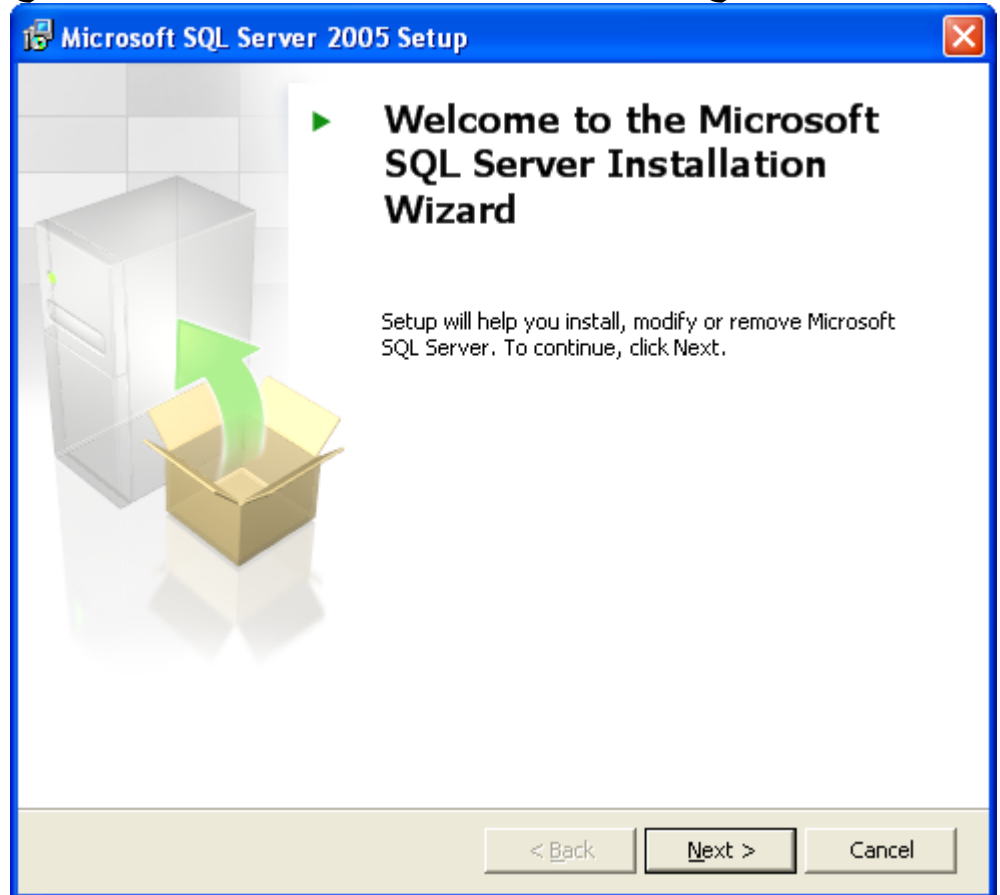 Microsoft SQL Server 2005 Setup
Welcome to the Microsoft
SQL Server Installation
Wizard
Setup will help you install, modify or remove Microsoft
SQL Server. To continue, click Next.
< Back
Next >
Cancel